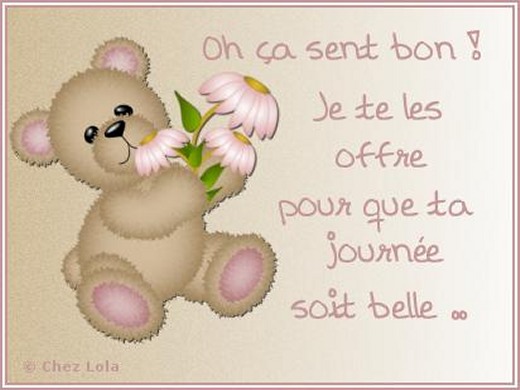 Oh ça sent bon !
Je te les
offre
pour que ta
journée
soit belle ..
© Chez Lola